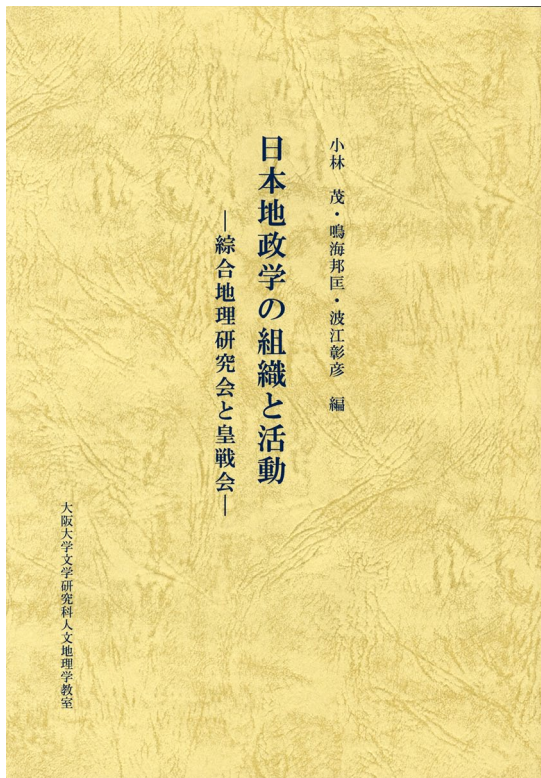 小林　茂・鳴海邦匡・波江彰彦　編
日本地政学の組織と活動
―綜合地理研究会と皇戦会―
大阪大学文学研究科人文地理学教室